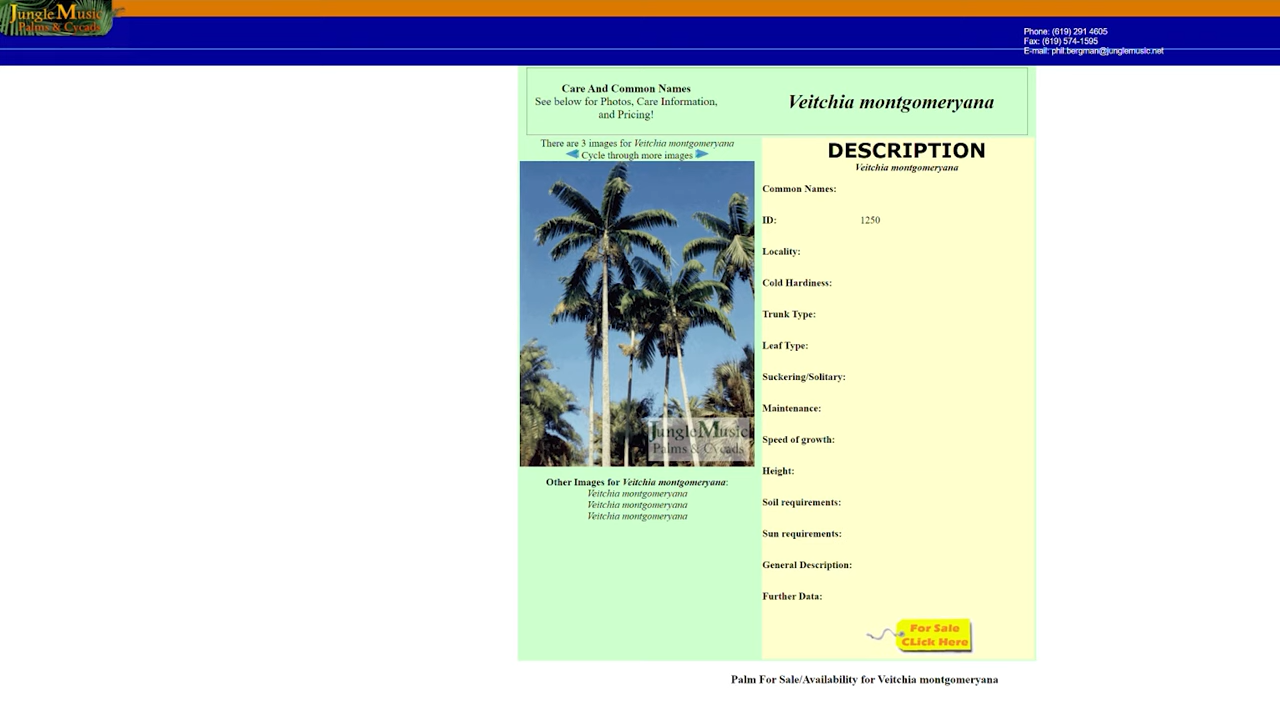 Jungle Music
Palms & Cycads
Phone: (619) 291 4605
Fax: (619) 574-1595
E-mail: phil.bergman@junglemusic.net
Care And Common Names
See below for Photos, Care Information,
and Pricing!
Veitchia montgomeryana
There are 3 images for Veitchia montgomeryana
Cycle through more images
Jungle Music
Palms & Cycads
Other Images for Veitchia montgomeryana:
Veitchia montgomeryana
Veitchia montgomeryana
Veitchia montgomeryana
DESCRIPTION
Veitchia montgomeryana
Common Names:
ID: 1250
Locality:
Cold Hardiness:
Trunk Type:
Leaf Type:
Suckering/Solitary:
Maintenance:
Speed of growth:
Height:
Soil requirements:
Sun requirements:
General Description:
Further Data:
For Sale
CLick Here
Palm For Sale/Availability for Veitchia montgomeryana